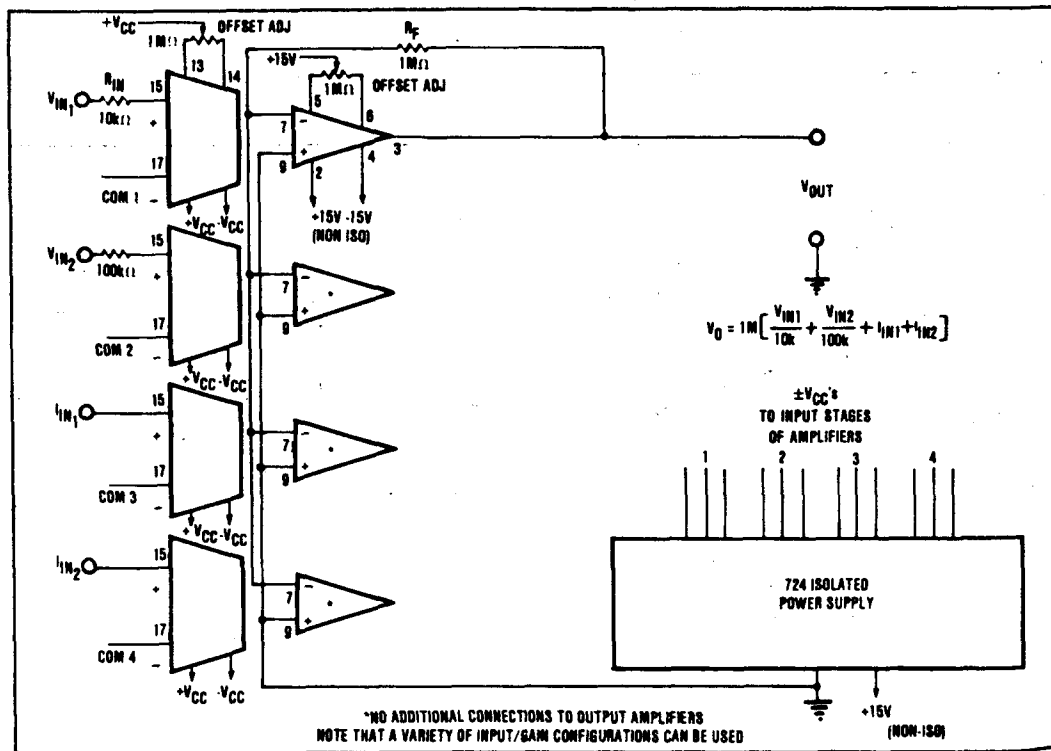 +VCC
OFFSET ADJ
1MΩ
13
14
RIN
VIN1
10kΩ
15
+
17
COM 1
−
+VCC -VCC
RF
1MΩ
+15V
OFFSET ADJ
1MΩ
5
6
7
−
+
9
2
4
3
+15V -15V
(NON ISO)
VOUT
VIN2
100kΩ
15
+
17
COM 2
−
+VCC -VCC
7
−
+
9
*
V0 = 1M[VIN1/10k + VIN2/100k + IIN1 + IIN2]
IIN1
15
+
17
COM 3
−
+VCC -VCC
7
−
+
9
*
±VCC's
TO INPUT STAGES
OF AMPLIFIERS
1 2 3 4
IIN2
15
+
17
COM 4
−
+VCC -VCC
7
−
+
9
*
724 ISOLATED
POWER SUPPLY
+15V
(NON-ISO)
*NO ADDITIONAL CONNECTIONS TO OUTPUT AMPLIFIERS
NOTE THAT A VARIETY OF INPUT/GAIN CONFIGURATIONS CAN BE USED